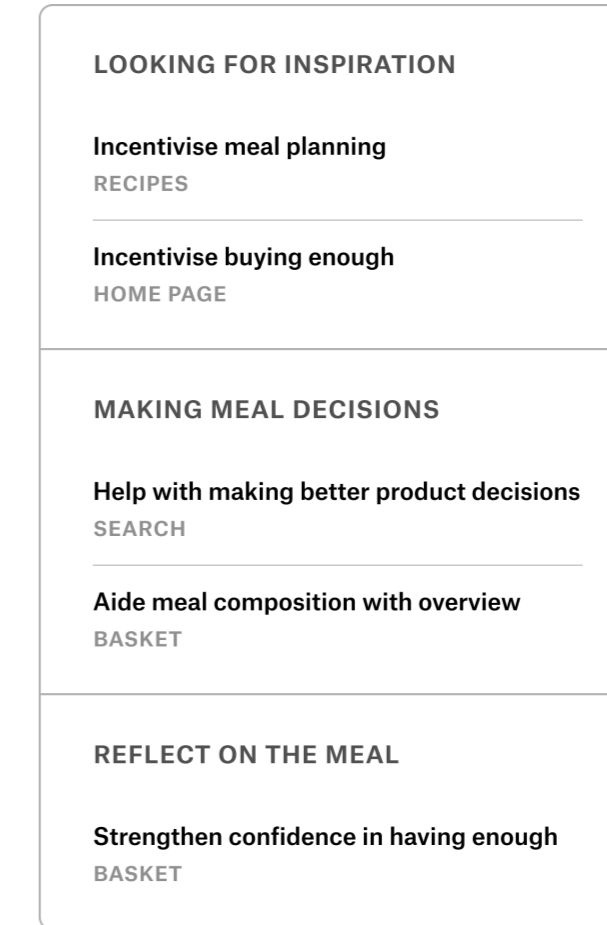 LOOKING FOR INSPIRATION
Incentivise meal planning
RECIPES
Incentivise buying enough
HOME PAGE
MAKING MEAL DECISIONS
Help with making better product decisions
SEARCH
Aide meal composition with overview
BASKET
REFLECT ON THE MEAL
Strengthen confidence in having enough
BASKET